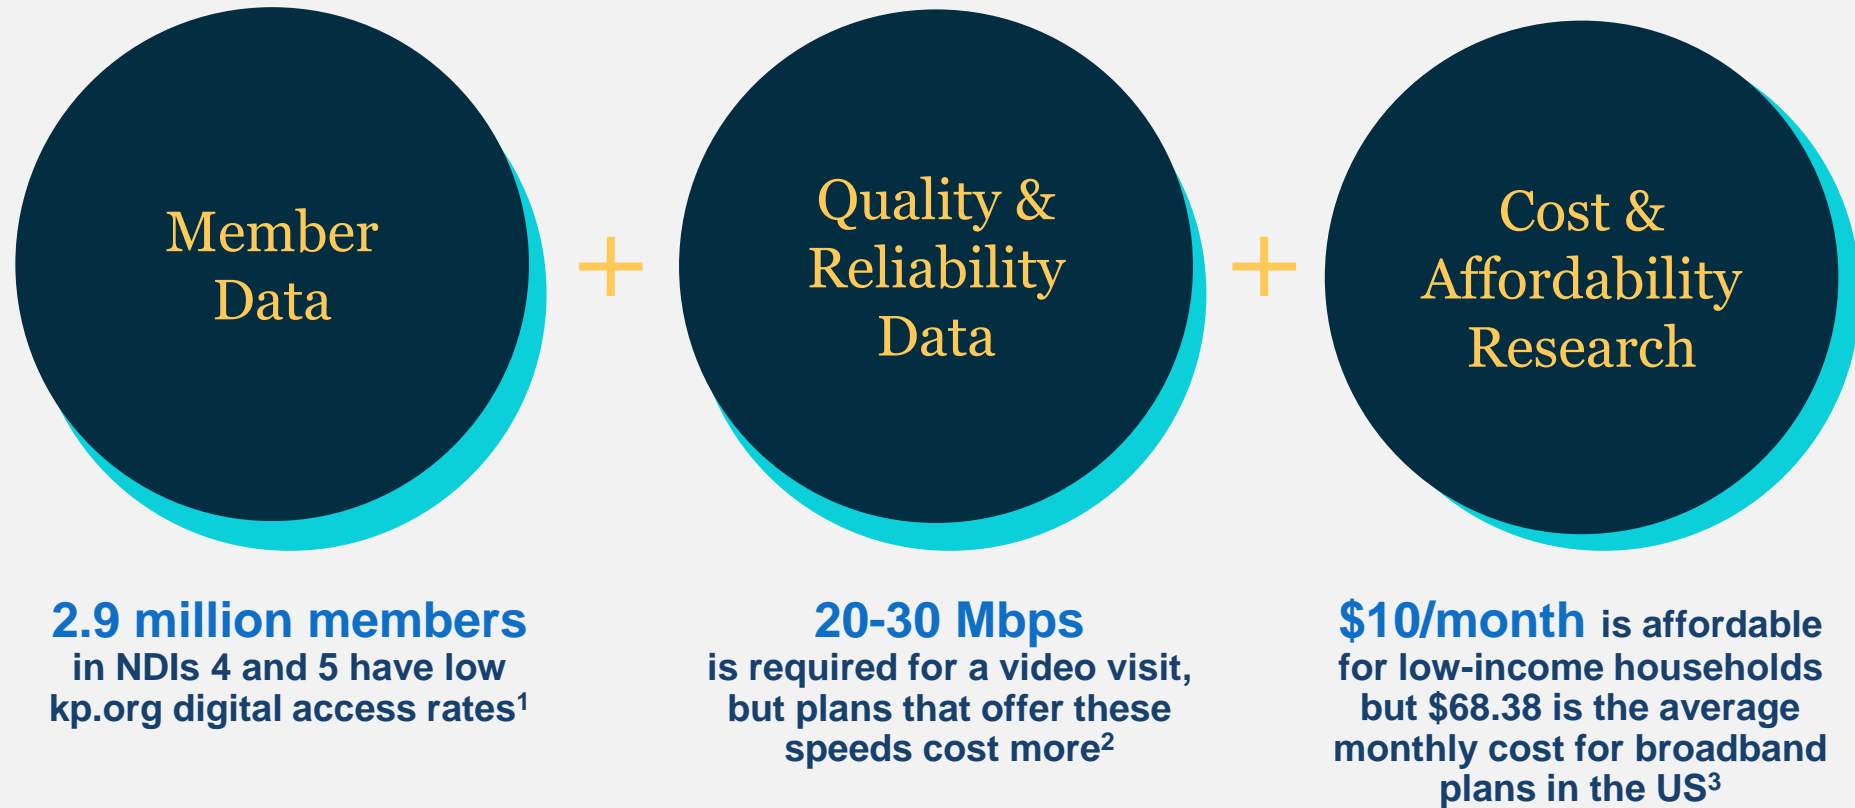 Member
Data
+
Quality &
Reliability
Data
+
Cost &
Affordability
Research
2.9 million members
in NDIs 4 and 5 have low
kp.org digital access rates¹
20-30 Mbps
is required for a video visit,
but plans that offer these
speeds cost more²
$10/month is affordable
for low-income households
but $68.38 is the average
monthly cost for broadband
plans in the US³